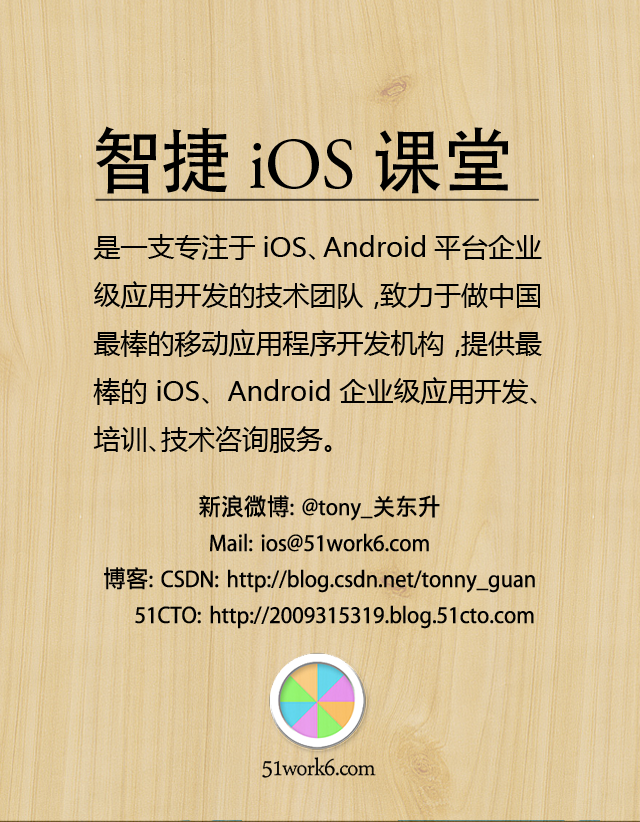 智捷 iOS 课堂
是一支专注于 iOS、Android 平台企业
级应用开发的技术团队 ,致力于做中国
最棒的移动应用程序开发机构 ,提供最
棒的 iOS、Android 企业级应用开发、
培训、技术咨询服务。
新浪微博: @tony_关东升
Mail: ios@51work6.com
博客: CSDN: http://blog.csdn.net/tonny_guan
51CTO: http://2009315319.blog.51cto.com
51work6.com